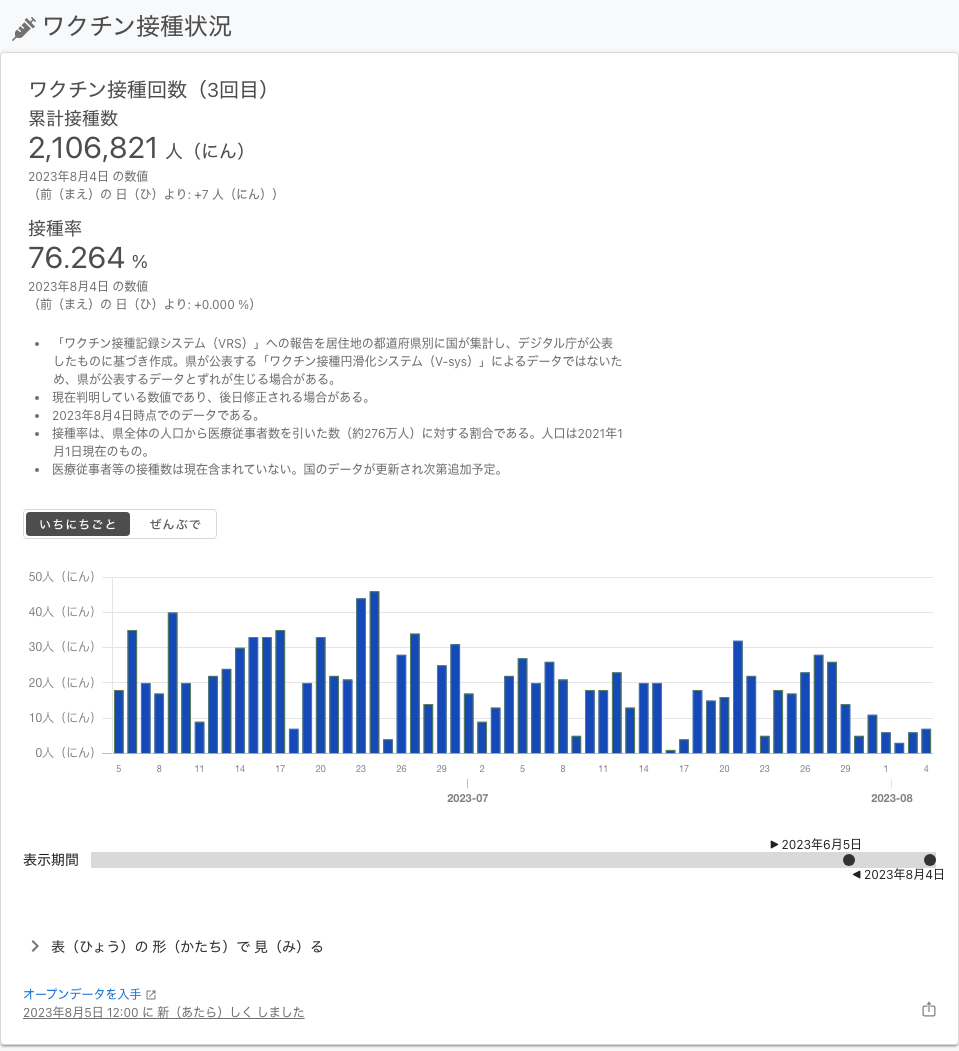 ワクチン接種状況
ワクチン接種回数（3回目）
累計接種数
2,106,821 人（にん）
2023年8月4日 の数値
（前（まえ）の 日（ひ）より: +7 人（にん））
接種率
76.264 %
2023年8月4日 の数値
（前（まえ）の 日（ひ）より: +0.000 %）
• 「ワクチン接種記録システム（VRS）」への報告を居住地の都道府県別に国が集計し、デジタル庁が公表
したものに基づき作成。県が公表する「ワクチン接種円滑化システム（V-sys）」によるデータではないた
め、県が公表するデータとずれが生じる場合がある。
• 現在判明している数値であり、後日修正される場合がある。
• 2023年8月4日時点でのデータである。
• 接種率は、県全体の人口から医療従事者数を引いた数（約276万人）に対する割合である。人口は2021年1
月1日現在のもの。
• 医療従事者等の接種数は現在含まれていない。国のデータが更新され次第追加予定。
いちにちごと ぜんぶで
50人（にん）
40人（にん）
30人（にん）
20人（にん）
10人（にん）
0人（にん）
5 8 11 14 17 20 23 26 29 2 5 8 11 14 17 20 23 26 29 1 4
2023-07 2023-08
▶ 2023年6月5日
表示期間
◀ 2023年8月4日
表（ひょう）の 形（かたち）で 見（み）る
オープンデータを入手
2023年8月5日 12:00 に 新（あたら）しく しました